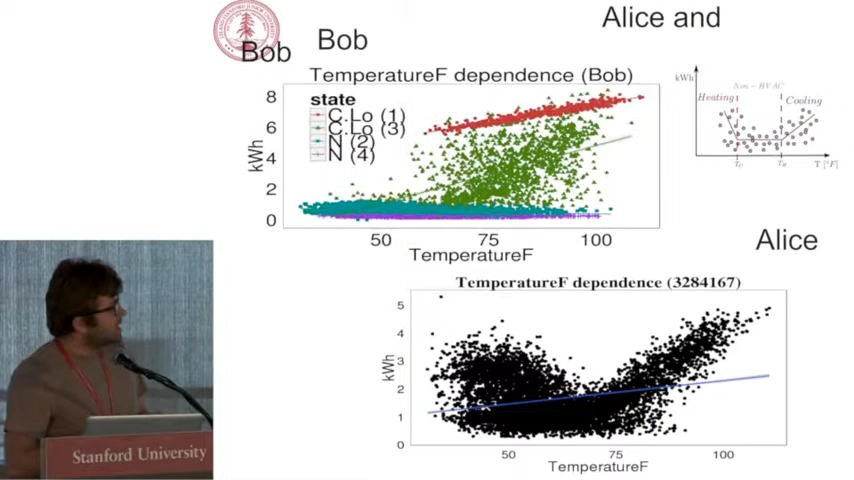 Alice and
Bob
Bob
TemperatureF dependence (Bob)
state
C.Lo (1)
C.Lo (3)
N (2)
N (4)
kWh
8
6
4
2
0
50
75
100
TemperatureF
kWh
Non-HVAC
Heating
Cooling
T [°F]
Alice
TemperatureF dependence (3284167)
kWh
5
4
3
2
1
0
50
75
100
TemperatureF
Stanford University